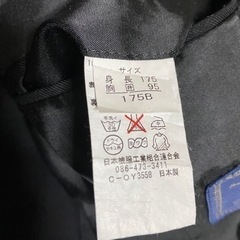 サイズ
身長 175
胸囲 95
175B
日本被服工業組合連合会
086-473-3411
C-OY3558 日本製